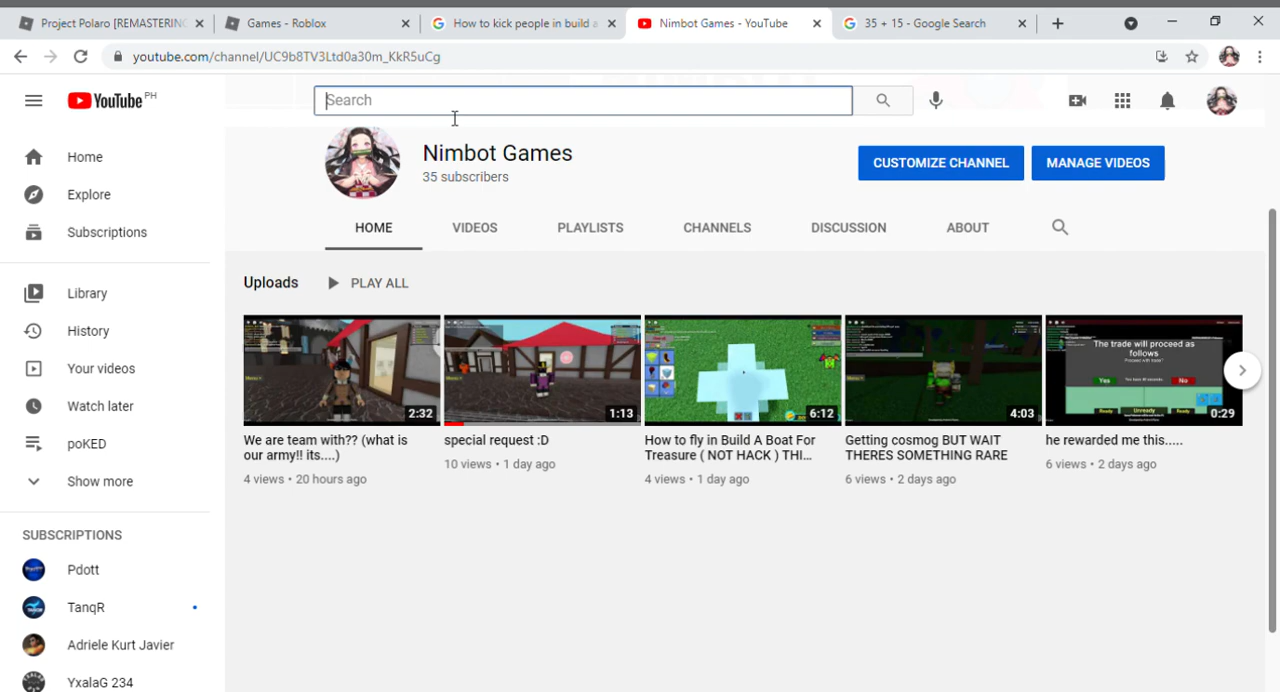 Project Polaro [REMASTERING
Games - Roblox
How to kick people in build a
Nimbot Games - YouTube
35 + 15 - Google Search
youtube.com/channel/UC9b8TV3Ltd0a30m_KkR5uCg
YouTube PH
Search
Home
Explore
Subscriptions
Library
History
Your videos
Watch later
poKED
Show more
SUBSCRIPTIONS
Pdott
TanqR
Adriele Kurt Javier
YxalaG 234
Nimbot Games
35 subscribers
CUSTOMIZE CHANNEL
MANAGE VIDEOS
HOME
VIDEOS
PLAYLISTS
CHANNELS
DISCUSSION
ABOUT
Uploads
PLAY ALL
2:32
We are team with?? (what is
our army!! its....)
4 views • 20 hours ago
1:13
special request :D
10 views • 1 day ago
6:12
How to fly in Build A Boat For
Treasure ( NOT HACK ) THI...
4 views • 1 day ago
4:03
Getting cosmog BUT WAIT
THERES SOMETHING RARE
6 views • 2 days ago
The trade will proceed as
follows
Proceed with trade?
Yes
No
Ready
Unready
Ready
0:29
he rewarded me this.....
6 views • 2 days ago